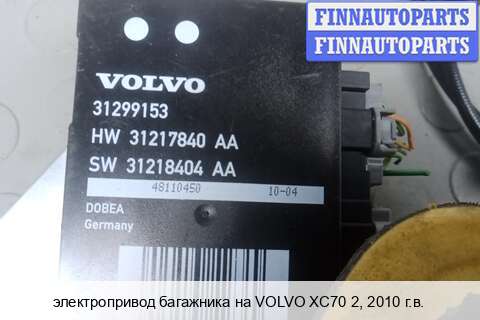 FINNAUTOPARTS
FINNAUTOPARTS
VOLVO
31299153
HW 31217840 AA
SW 31218404 AA
48110450 10-04
DOBEA
Germany
электропривод багажника на VOLVO XC70 2, 2010 г.в.